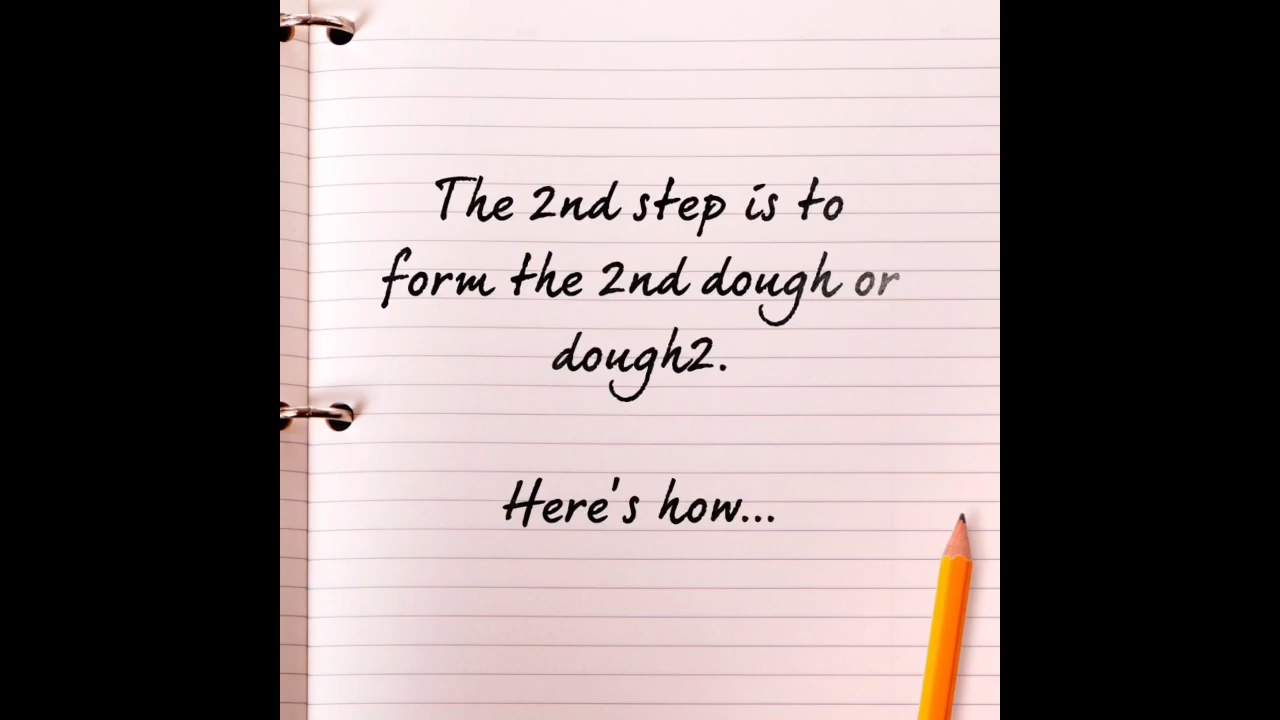 The 2nd step is to
form the 2nd dough or
dough2.
Here's how...